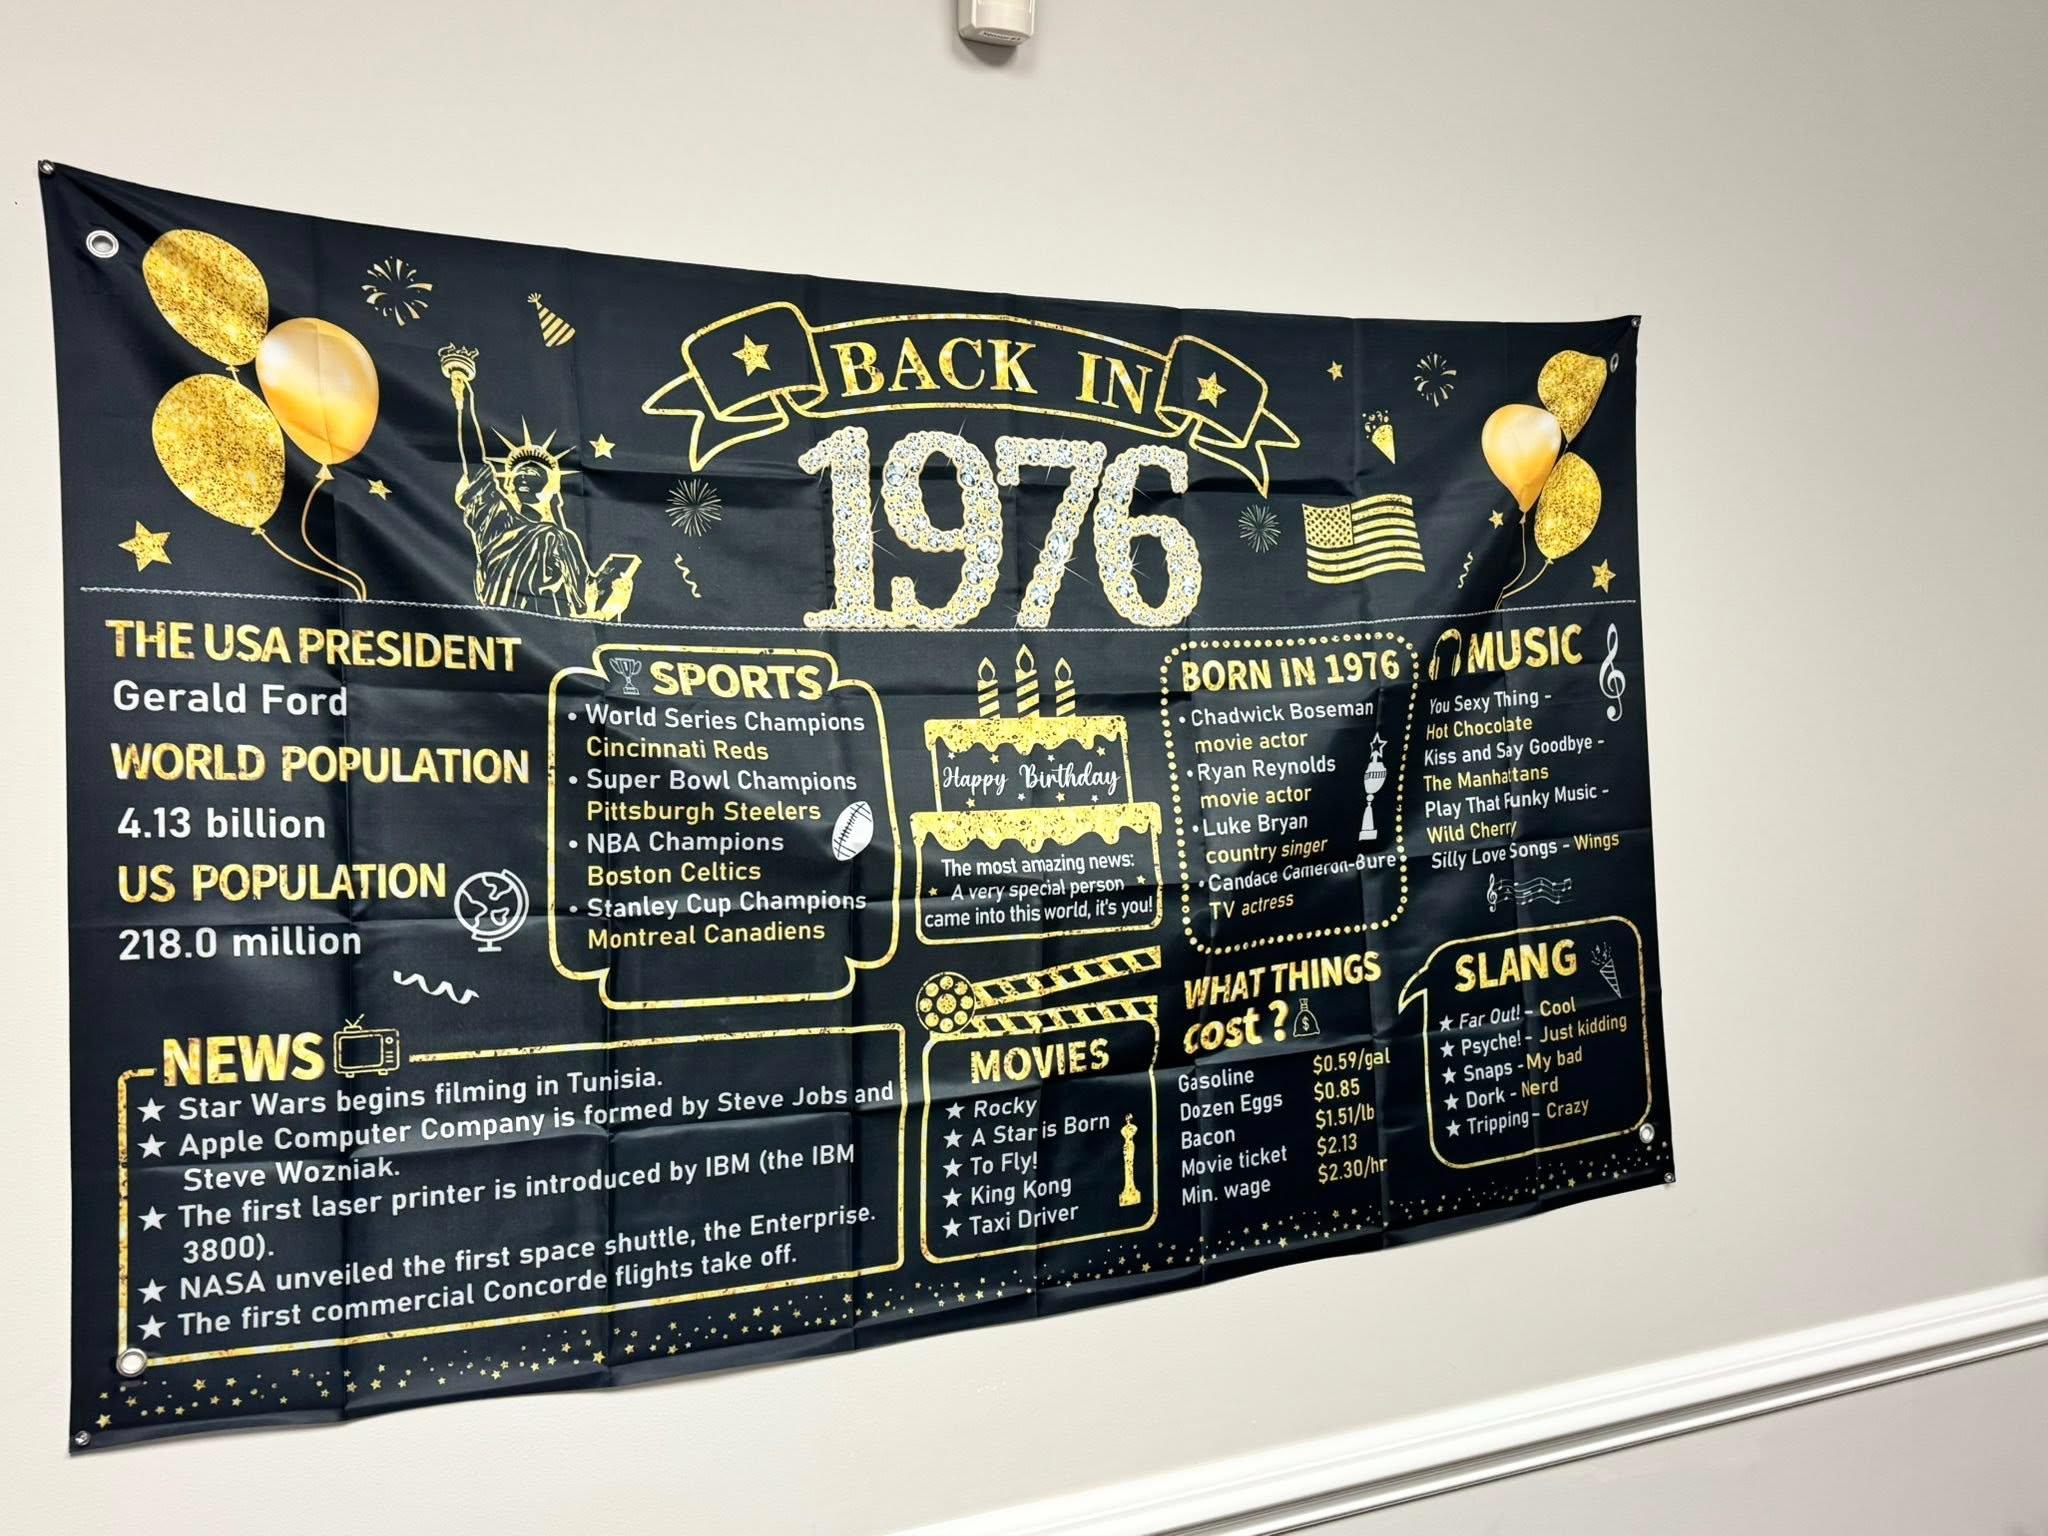 BACK IN
1976
THE USA PRESIDENT
Gerald Ford
WORLD POPULATION
4.13 billion
US POPULATION
218.0 million
SPORTS
• World Series Champions
Cincinnati Reds
• Super Bowl Champions
Pittsburgh Steelers
• NBA Champions
Boston Celtics
• Stanley Cup Champions
Montreal Canadiens
Happy Birthday
The most amazing news:
A very special person
came into this world, it's you!
BORN IN 1976
• Chadwick Boseman
movie actor
• Ryan Reynolds
movie actor
• Luke Bryan
country singer
• Candace Cameron-Bure
TV actress
MUSIC
You Sexy Thing -
Hot Chocolate
Kiss and Say Goodbye -
The Manhattans
Play That Funky Music -
Wild Cherry
Silly Love Songs - Wings
NEWS
★ Star Wars begins filming in Tunisia.
★ Apple Computer Company is formed by Steve Jobs and
Steve Wozniak.
★ The first laser printer is introduced by IBM (the IBM
3800).
★ NASA unveiled the first space shuttle, the Enterprise.
★ The first commercial Concorde flights take off.
MOVIES
★ Rocky
★ A Star is Born
★ To Fly!
★ King Kong
★ Taxi Driver
WHAT THINGS
cost ? $
Gasoline $0.59/gal
Dozen Eggs $0.85
Bacon $1.51/lb
Movie ticket $2.13
Min. wage $2.30/hr
SLANG
★ Far Out! - Cool
★ Psyche! - Just kidding
★ Snaps - My bad
★ Dork - Nerd
★ Tripping - Crazy